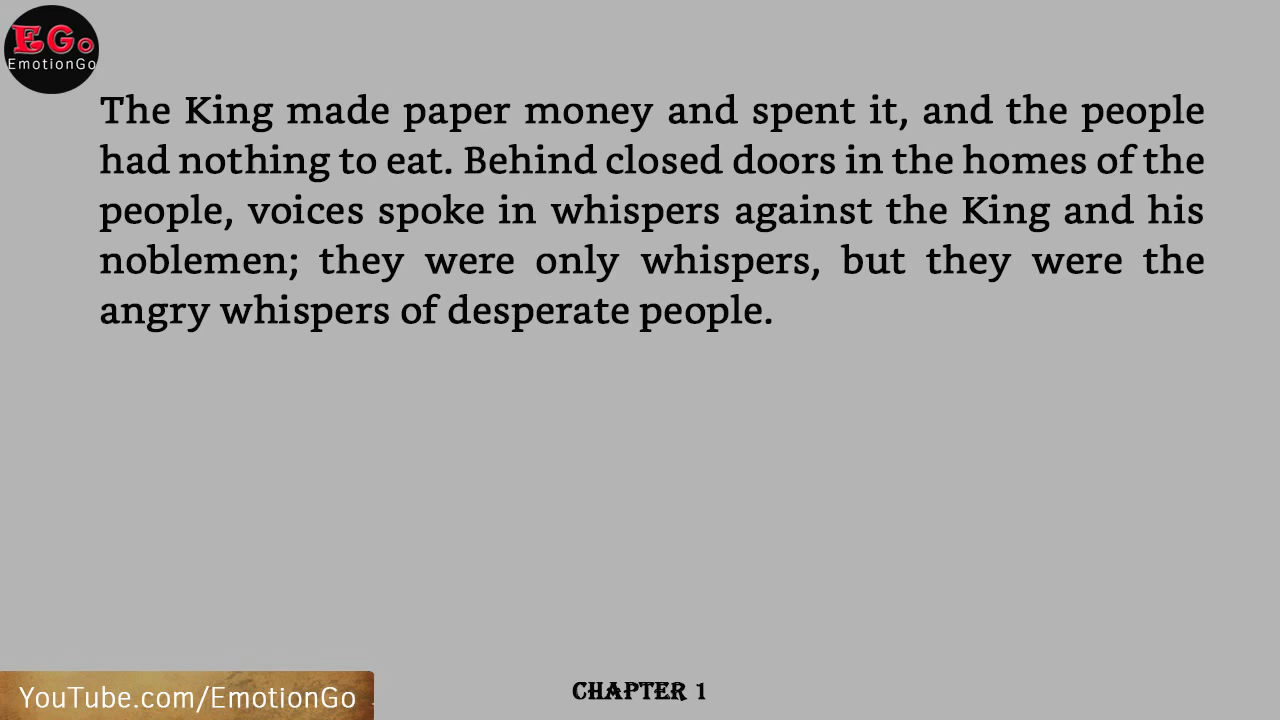 EGo
EmotionGo
The King made paper money and spent it, and the people
had nothing to eat. Behind closed doors in the homes of the
people, voices spoke in whispers against the King and his
noblemen; they were only whispers, but they were the
angry whispers of desperate people.
YouTube.com/EmotionGo
CHAPTER 1